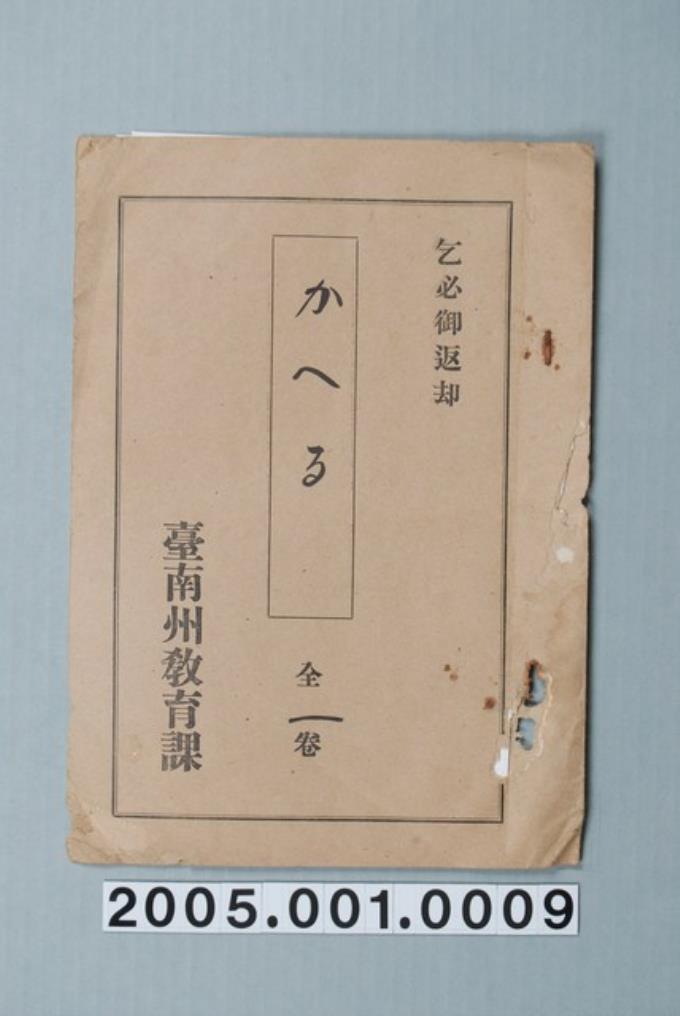 乞必御返却
かへる
全一卷
臺南州教育課
2005.001.0009